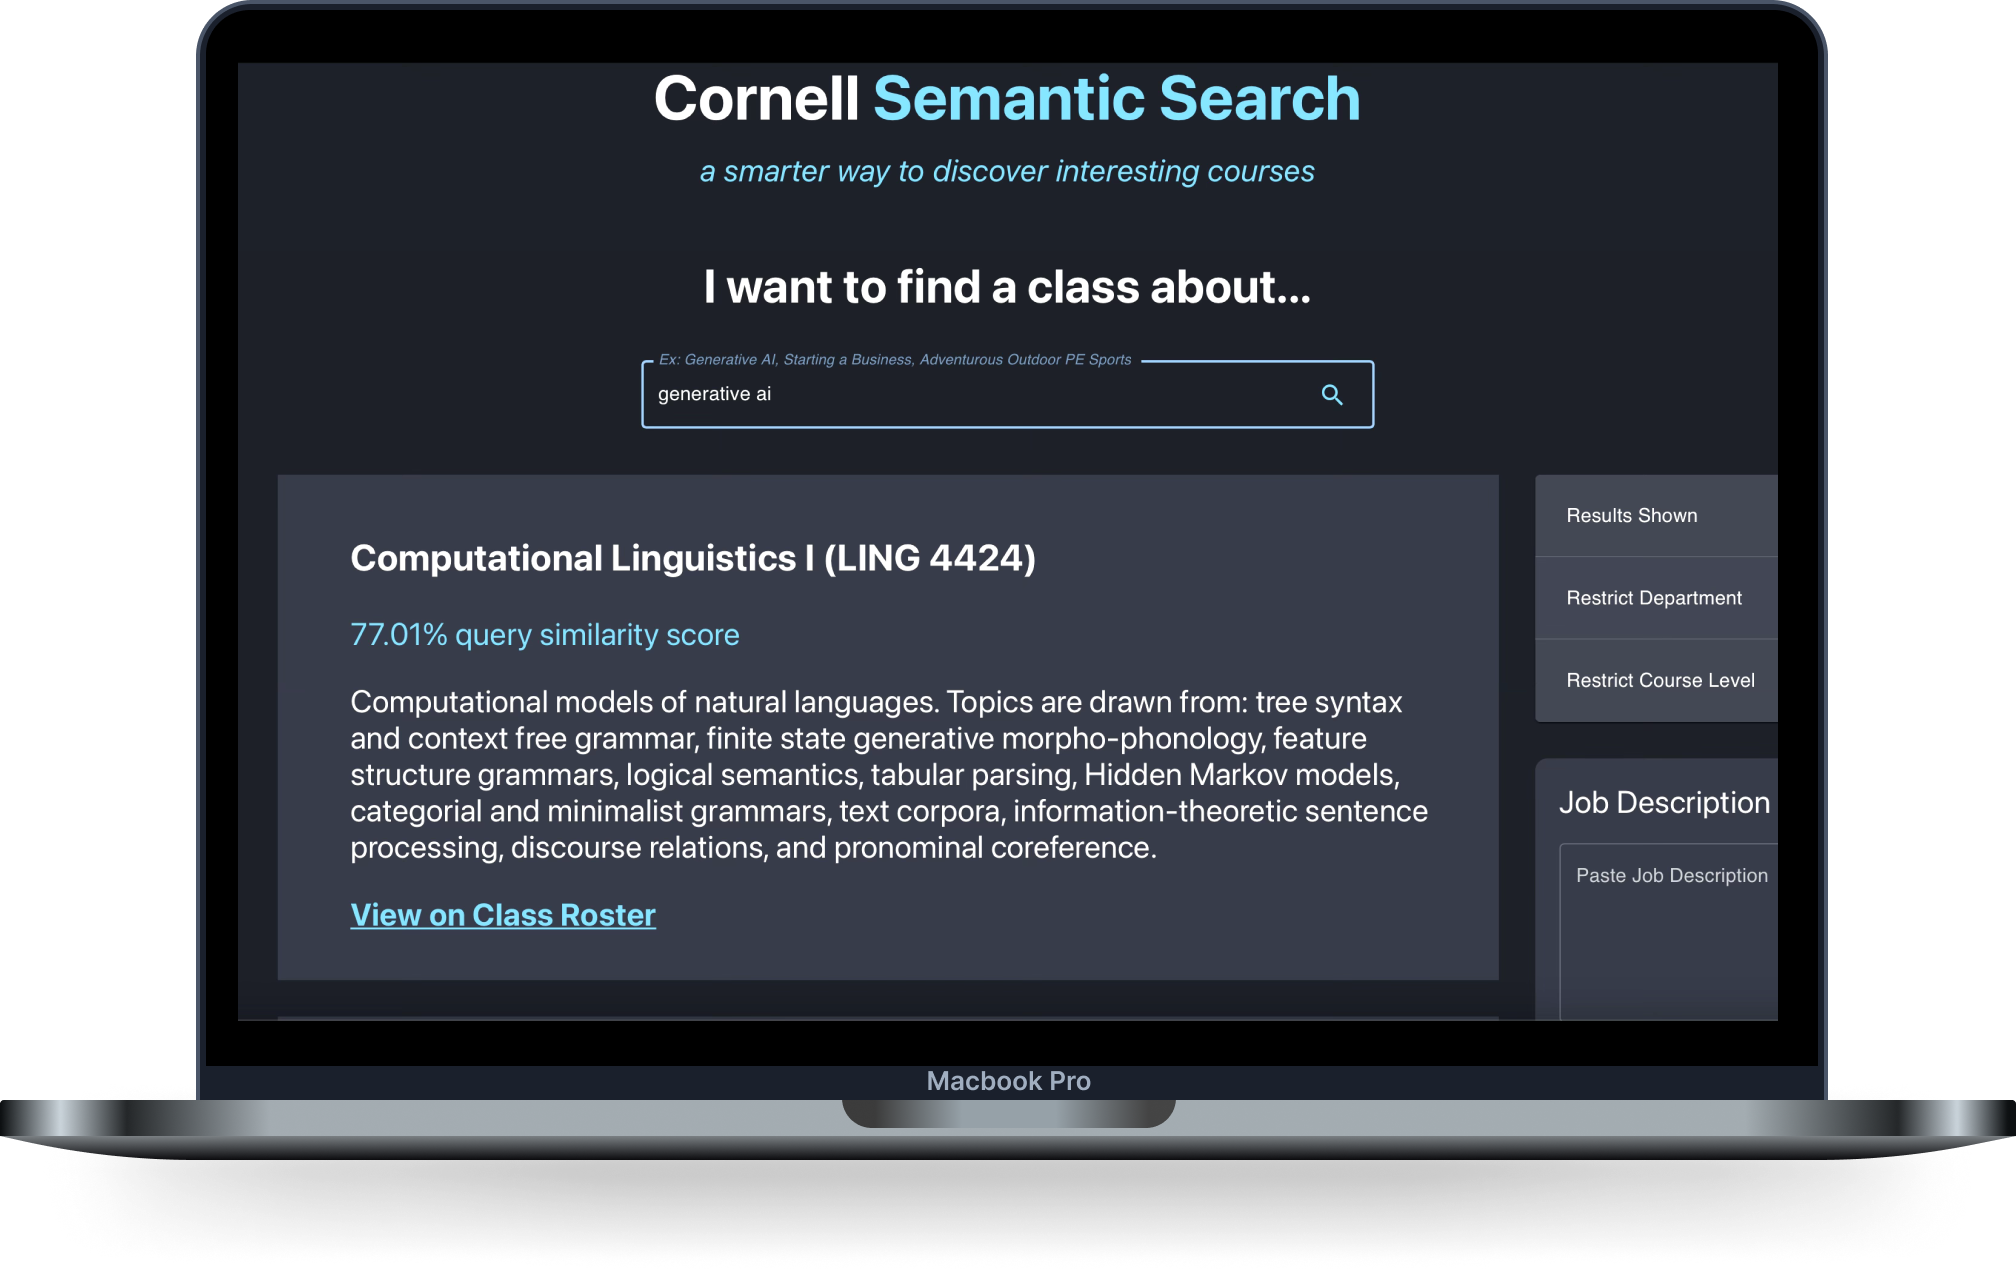 Cornell Semantic Search
a smarter way to discover interesting courses
I want to find a class about...
Ex: Generative AI, Starting a Business, Adventurous Outdoor PE Sports
generative ai
Computational Linguistics I (LING 4424)
77.01% query similarity score
Computational models of natural languages. Topics are drawn from: tree syntax
and context free grammar, finite state generative morpho-phonology, feature
structure grammars, logical semantics, tabular parsing, Hidden Markov models,
categorial and minimalist grammars, text corpora, information-theoretic sentence
processing, discourse relations, and pronominal coreference.
View on Class Roster
Results Shown
Restrict Department
Restrict Course Level
Job Description
Paste Job Description
Macbook Pro